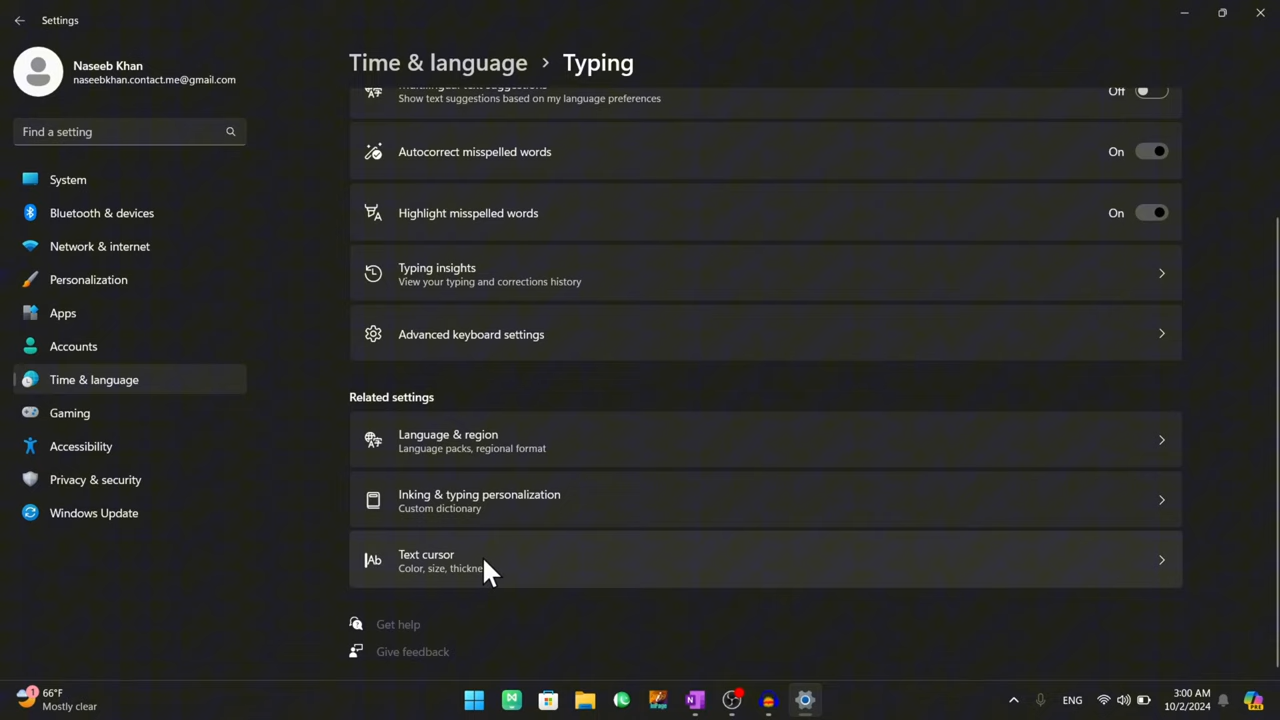 Settings
Naseeb Khan
naseebkhan.contact.me@gmail.com
Find a setting
System
Bluetooth & devices
Network & internet
Personalization
Apps
Accounts
Time & language
Gaming
Accessibility
Privacy & security
Windows Update
Time & language > Typing
Multilingual text suggestions
Show text suggestions based on my language preferences
Off
Autocorrect misspelled words
On
Highlight misspelled words
On
Typing insights
View your typing and corrections history
Advanced keyboard settings
Related settings
Language & region
Language packs, regional format
Inking & typing personalization
Custom dictionary
Ab
Text cursor
Color, size, thickne
Get help
Give feedback
1
66°F
Mostly clear
ENG
3:00 AM
10/2/2024
PRE